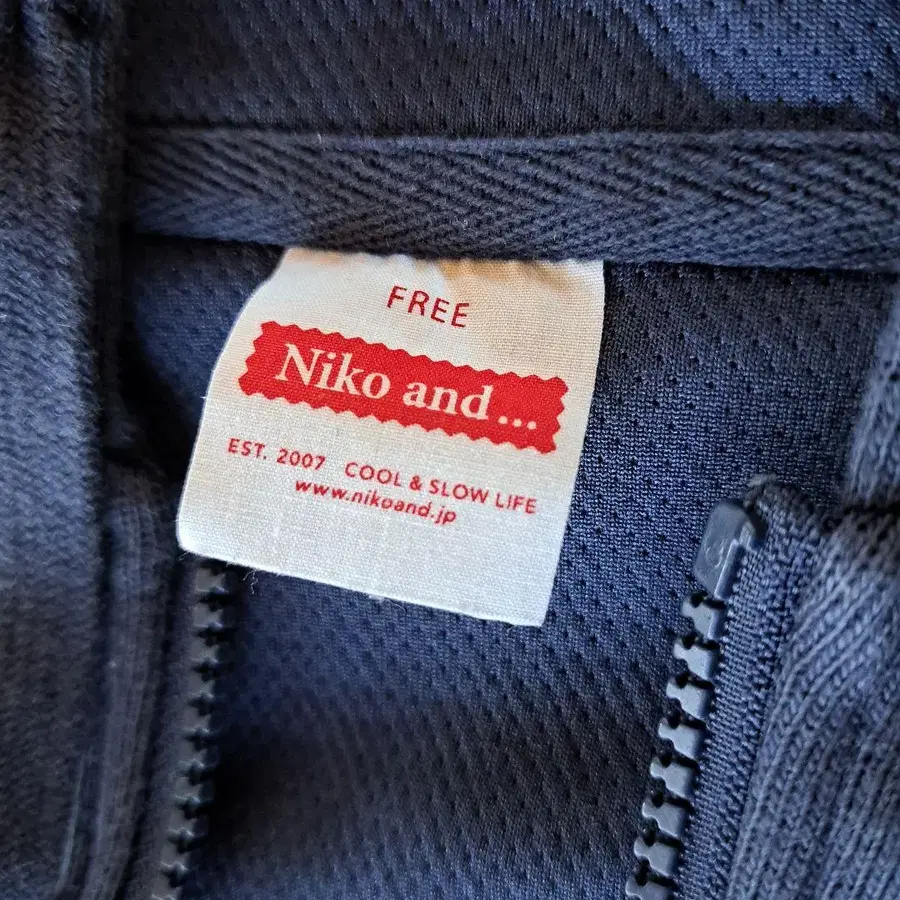 FREE
Niko and...
EST. 2007 COOL & SLOW LIFE
www.nikoand.jp